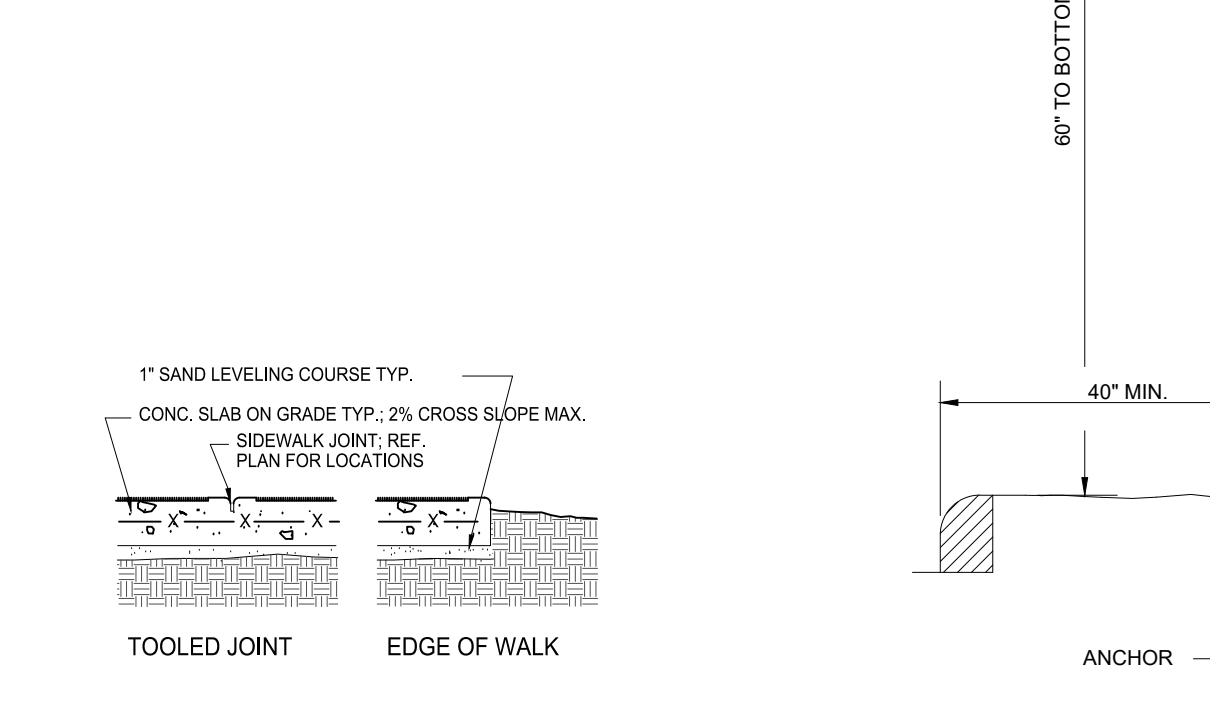 60" TO BOTTOM
1" SAND LEVELING COURSE TYP.
CONC. SLAB ON GRADE TYP.; 2% CROSS SLOPE MAX.
SIDEWALK JOINT; REF.
PLAN FOR LOCATIONS
X X X X
TOOLED JOINT
EDGE OF WALK
40" MIN.
ANCHOR